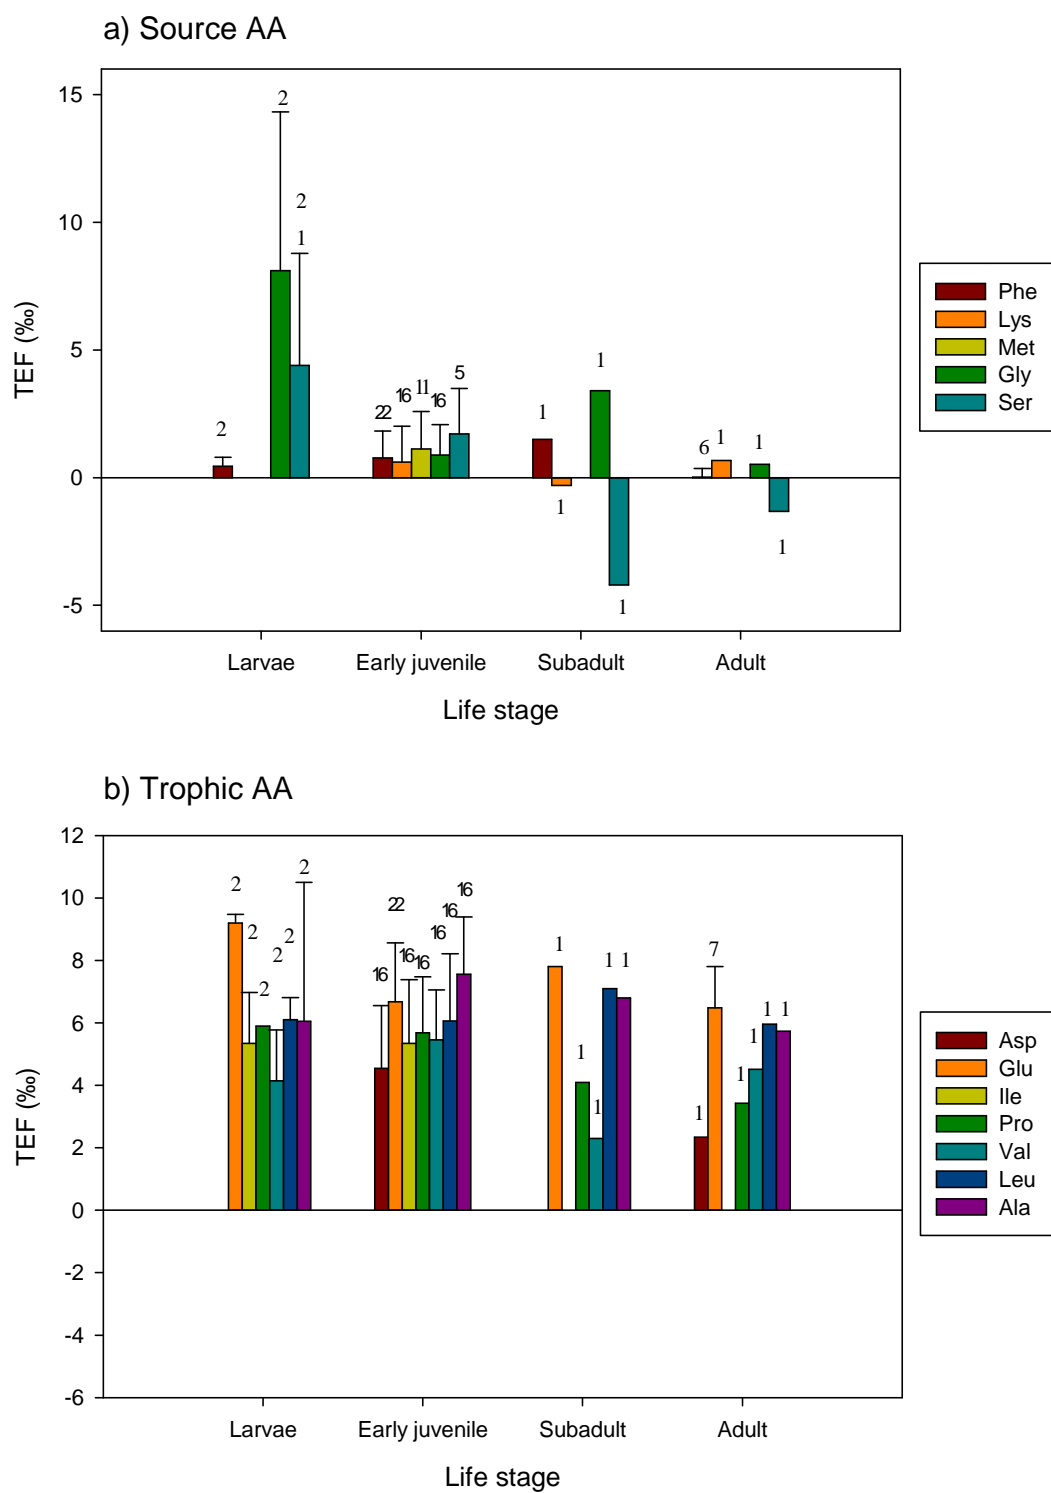 a) Source AA
15
10
5
0
-5
TEF (‰)
2
2
2
1
22
16
11
16
5
1
1
1
1
6
1
1
1
Phe
Lys
Met
Gly
Ser
Larvae Early juvenile Subadult Adult
Life stage
b) Trophic AA
12
10
8
6
4
2
0
-2
-4
-6
TEF (‰)
2
2
2
2
2
2
16
22
16
16
16
16
16
1
1
1
1
1
1
7
1
1
1
1
Asp
Glu
Ile
Pro
Val
Leu
Ala
Larvae Early juvenile Subadult Adult
Life stage